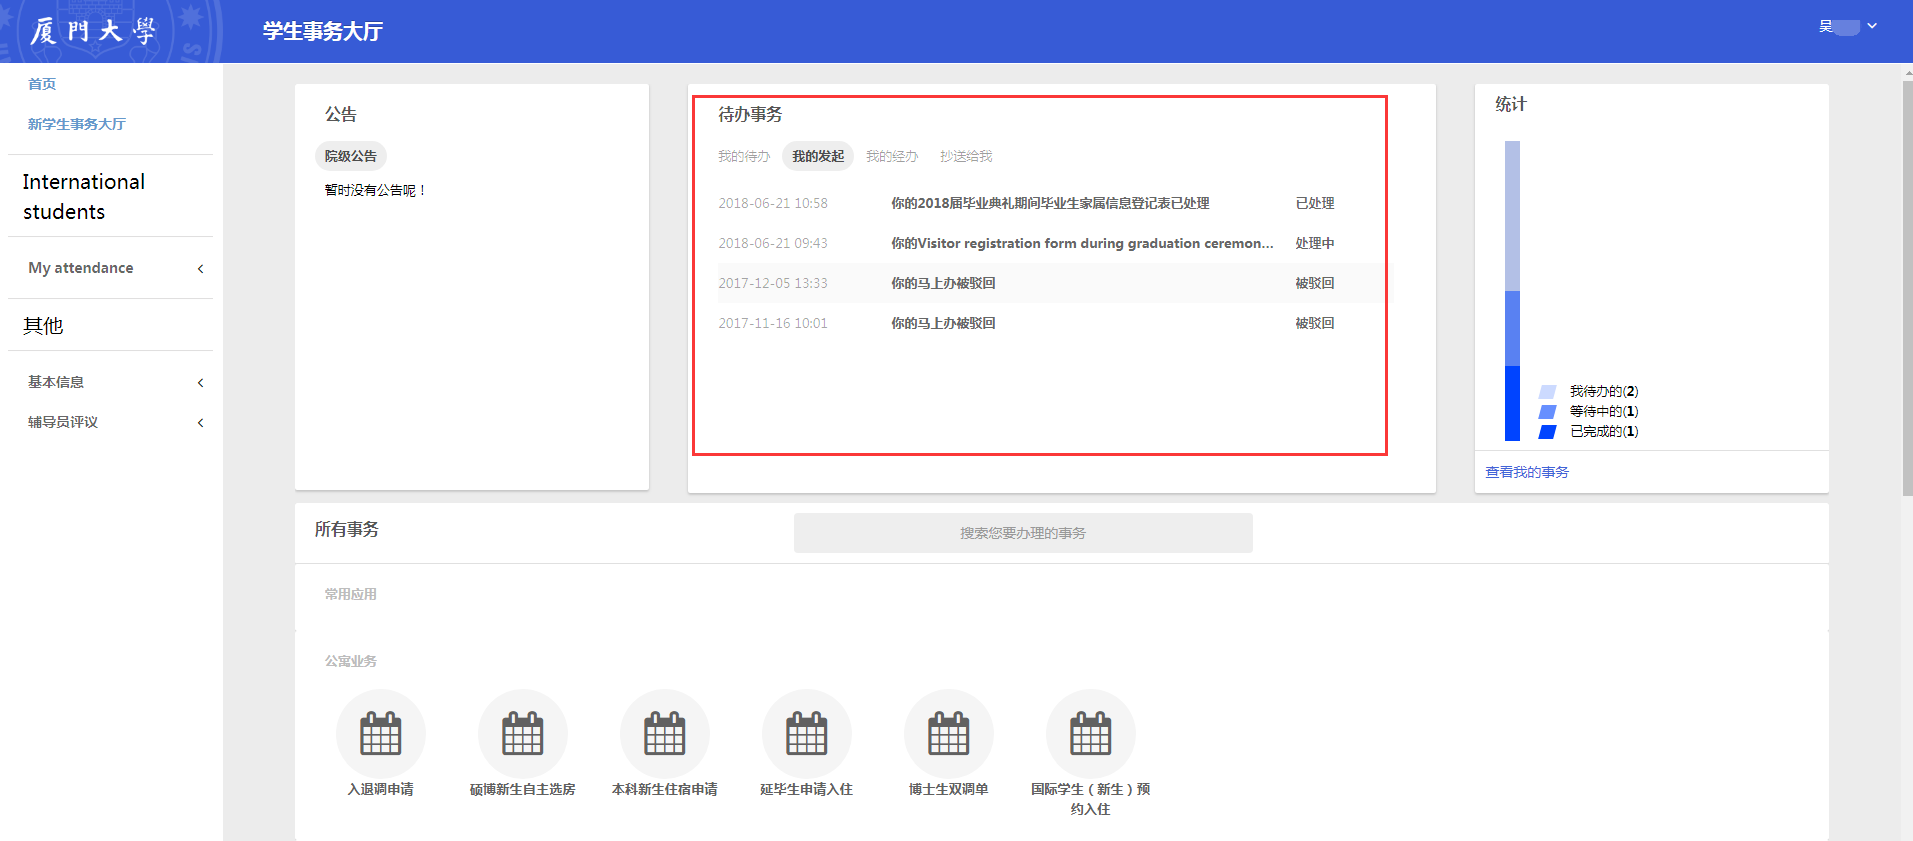 厦門大學
学生事务大厅
吴
首页
新学生事务大厅
International
students
My attendance
其他
基本信息
辅导员评议
公告
院级公告
暂时没有公告呢！
待办事务
我的待办 我的发起 我的经办 抄送给我
2018-06-21 10:58 你的2018届毕业典礼期间毕业生家属信息登记表已处理 已处理
2018-06-21 09:43 你的Visitor registration form during graduation ceremon... 处理中
2017-12-05 13:33 你的马上办被驳回 被驳回
2017-11-16 10:01 你的马上办被驳回 被驳回
统计
我待办的(2)
等待中的(1)
已完成的(1)
查看我的事务
所有事务
搜索您要办理的事务
常用应用
公寓业务
入退调申请
硕博新生自主选房
本科新生住宿申请
延毕生申请入住
博士生双调单
国际学生（新生）预
约入住